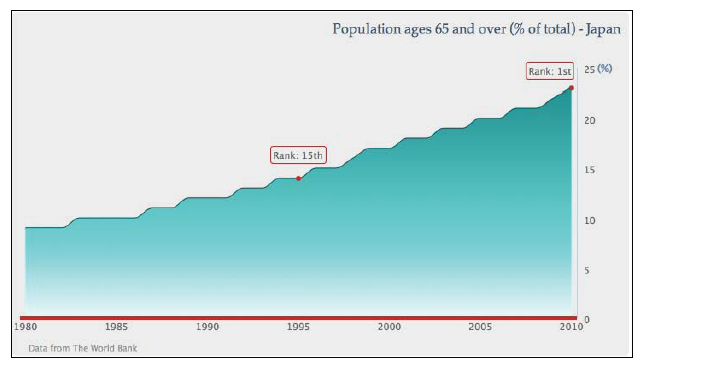 Population ages 65 and over (% of total) - Japan
25 (%)
Rank: 1st
20
Rank: 15th
15
10
5
0
1980 1985 1990 1995 2000 2005 2010
Data from The World Bank